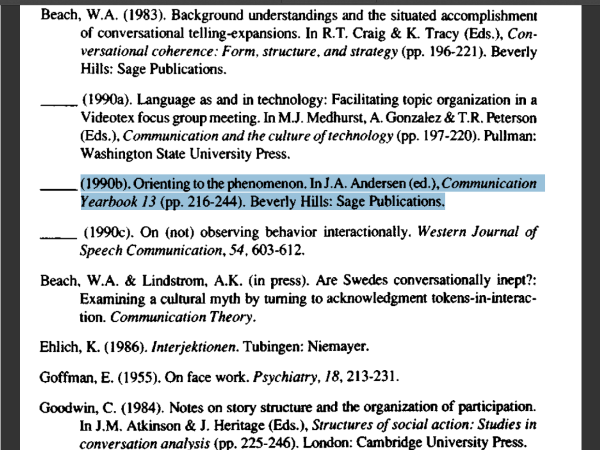 Beach, W.A. (1983). Background understandings and the situated accomplishment
of conversational telling-expansions. In R.T. Craig & K. Tracy (Eds.), Con-
versational coherence: Form, structure, and strategy (pp. 196-221). Beverly
Hills: Sage Publications.
_____ (1990a). Language as and in technology: Facilitating topic organization in a
Videotex focus group meeting. In M.J. Medhurst, A. Gonzalez & T.R. Peterson
(Eds.), Communication and the culture of technology (pp. 197-220). Pullman:
Washington State University Press.
_____ (1990b). Orienting to the phenomenon. In J.A. Andersen (ed.), Communication
Yearbook 13 (pp. 216-244). Beverly Hills: Sage Publications.
_____ (1990c). On (not) observing behavior interactionally. Western Journal of
Speech Communication, 54, 603-612.
Beach, W.A. & Lindstrom, A.K. (in press). Are Swedes conversationally inept?:
Examining a cultural myth by turning to acknowledgment tokens-in-interac-
tion. Communication Theory.
Ehlich, K. (1986). Interjektionen. Tubingen: Niemayer.
Goffman, E. (1955). On face work. Psychiatry, 18, 213-231.
Goodwin, C. (1984). Notes on story structure and the organization of participation.
In J.M. Atkinson & J. Heritage (Eds.), Structures of social action: Studies in
conversation analysis (pp. 225-246). London: Cambridge University Press.